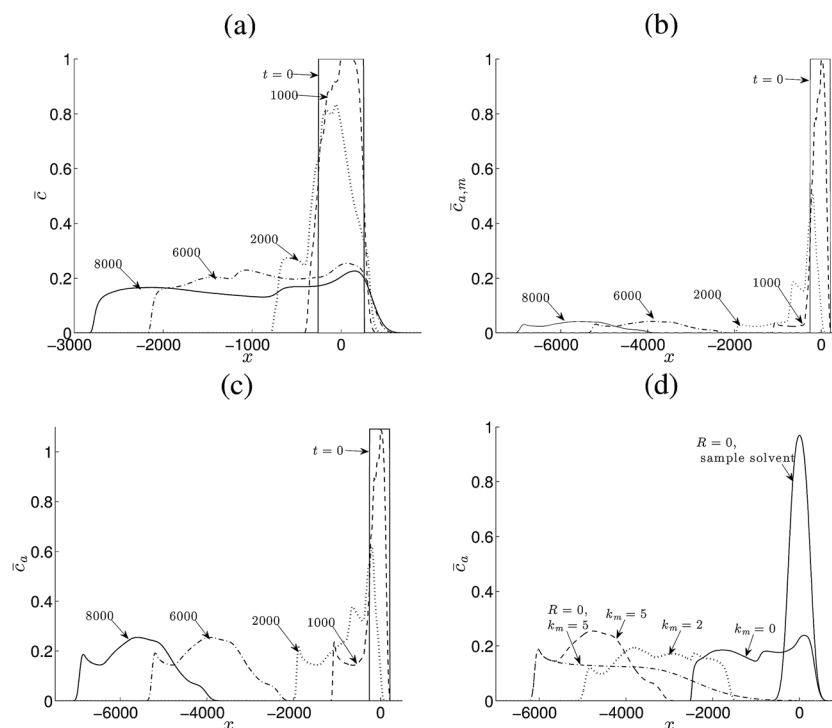 (a)
(b)
1
0.8
0.6
0.4
0.2
0
c̄
t = 0
1000
2000
6000
8000
−3000 −2000 −1000 0
x
1
0.8
0.6
0.4
0.2
0
c̄a,m
t = 0
1000
2000
6000
8000
−6000 −4000 −2000 0
x
(c)
(d)
1
0.8
0.6
0.4
0.2
0
c̄a
t = 0
8000
6000
2000
1000
−6000 −4000 −2000 0
x
1
0.8
0.6
0.4
0.2
0
c̄a
R = 0,
sample solvent
R = 0,
km=5
km=5
km=2
km=0
−6000 −4000 −2000 0
x